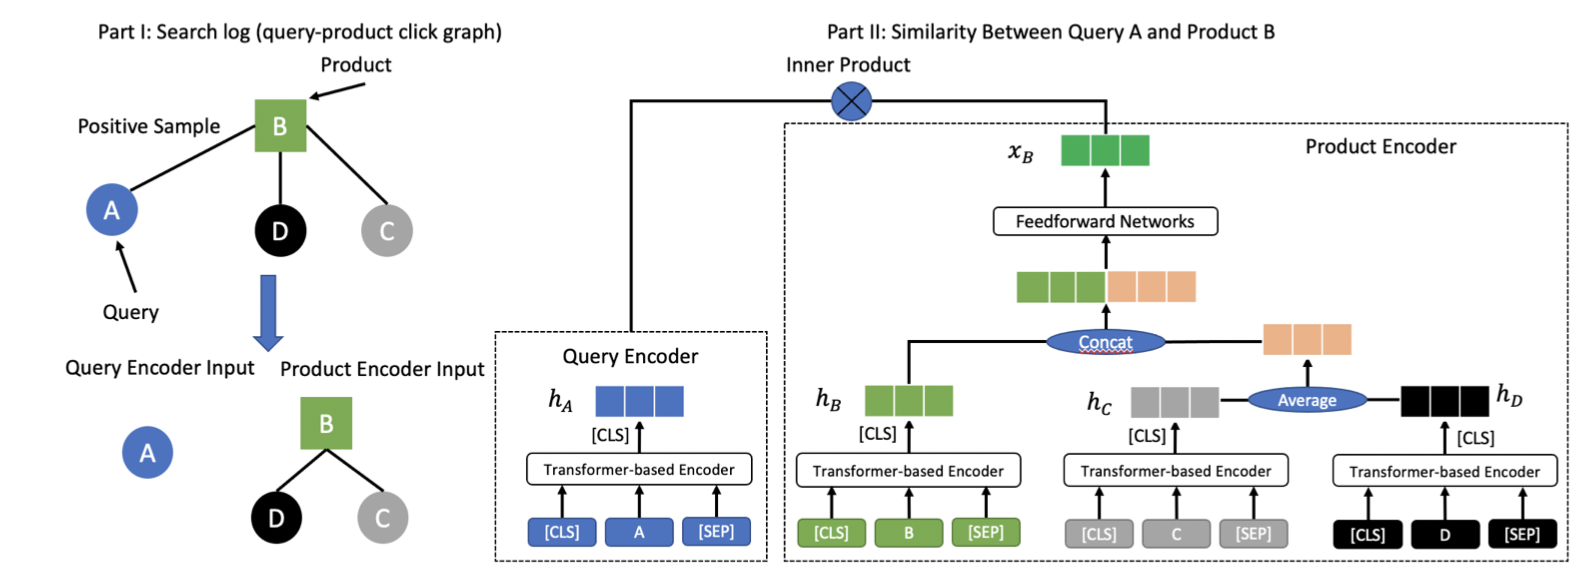 Part I: Search log (query-product click graph)
Product
Positive Sample
B
A
D
C
Query
Query Encoder Input
Product Encoder Input
B
A
D
C
Part II: Similarity Between Query A and Product B
Inner Product
Product Encoder
x_B
Feedforward Networks
Concat
Query Encoder
h_A
[CLS]
Transformer-based Encoder
[CLS] A [SEP]
h_B
[CLS]
Transformer-based Encoder
[CLS] B [SEP]
h_C
Average
h_D
[CLS]
Transformer-based Encoder
[CLS] C [SEP]
[CLS]
Transformer-based Encoder
[CLS] D [SEP]